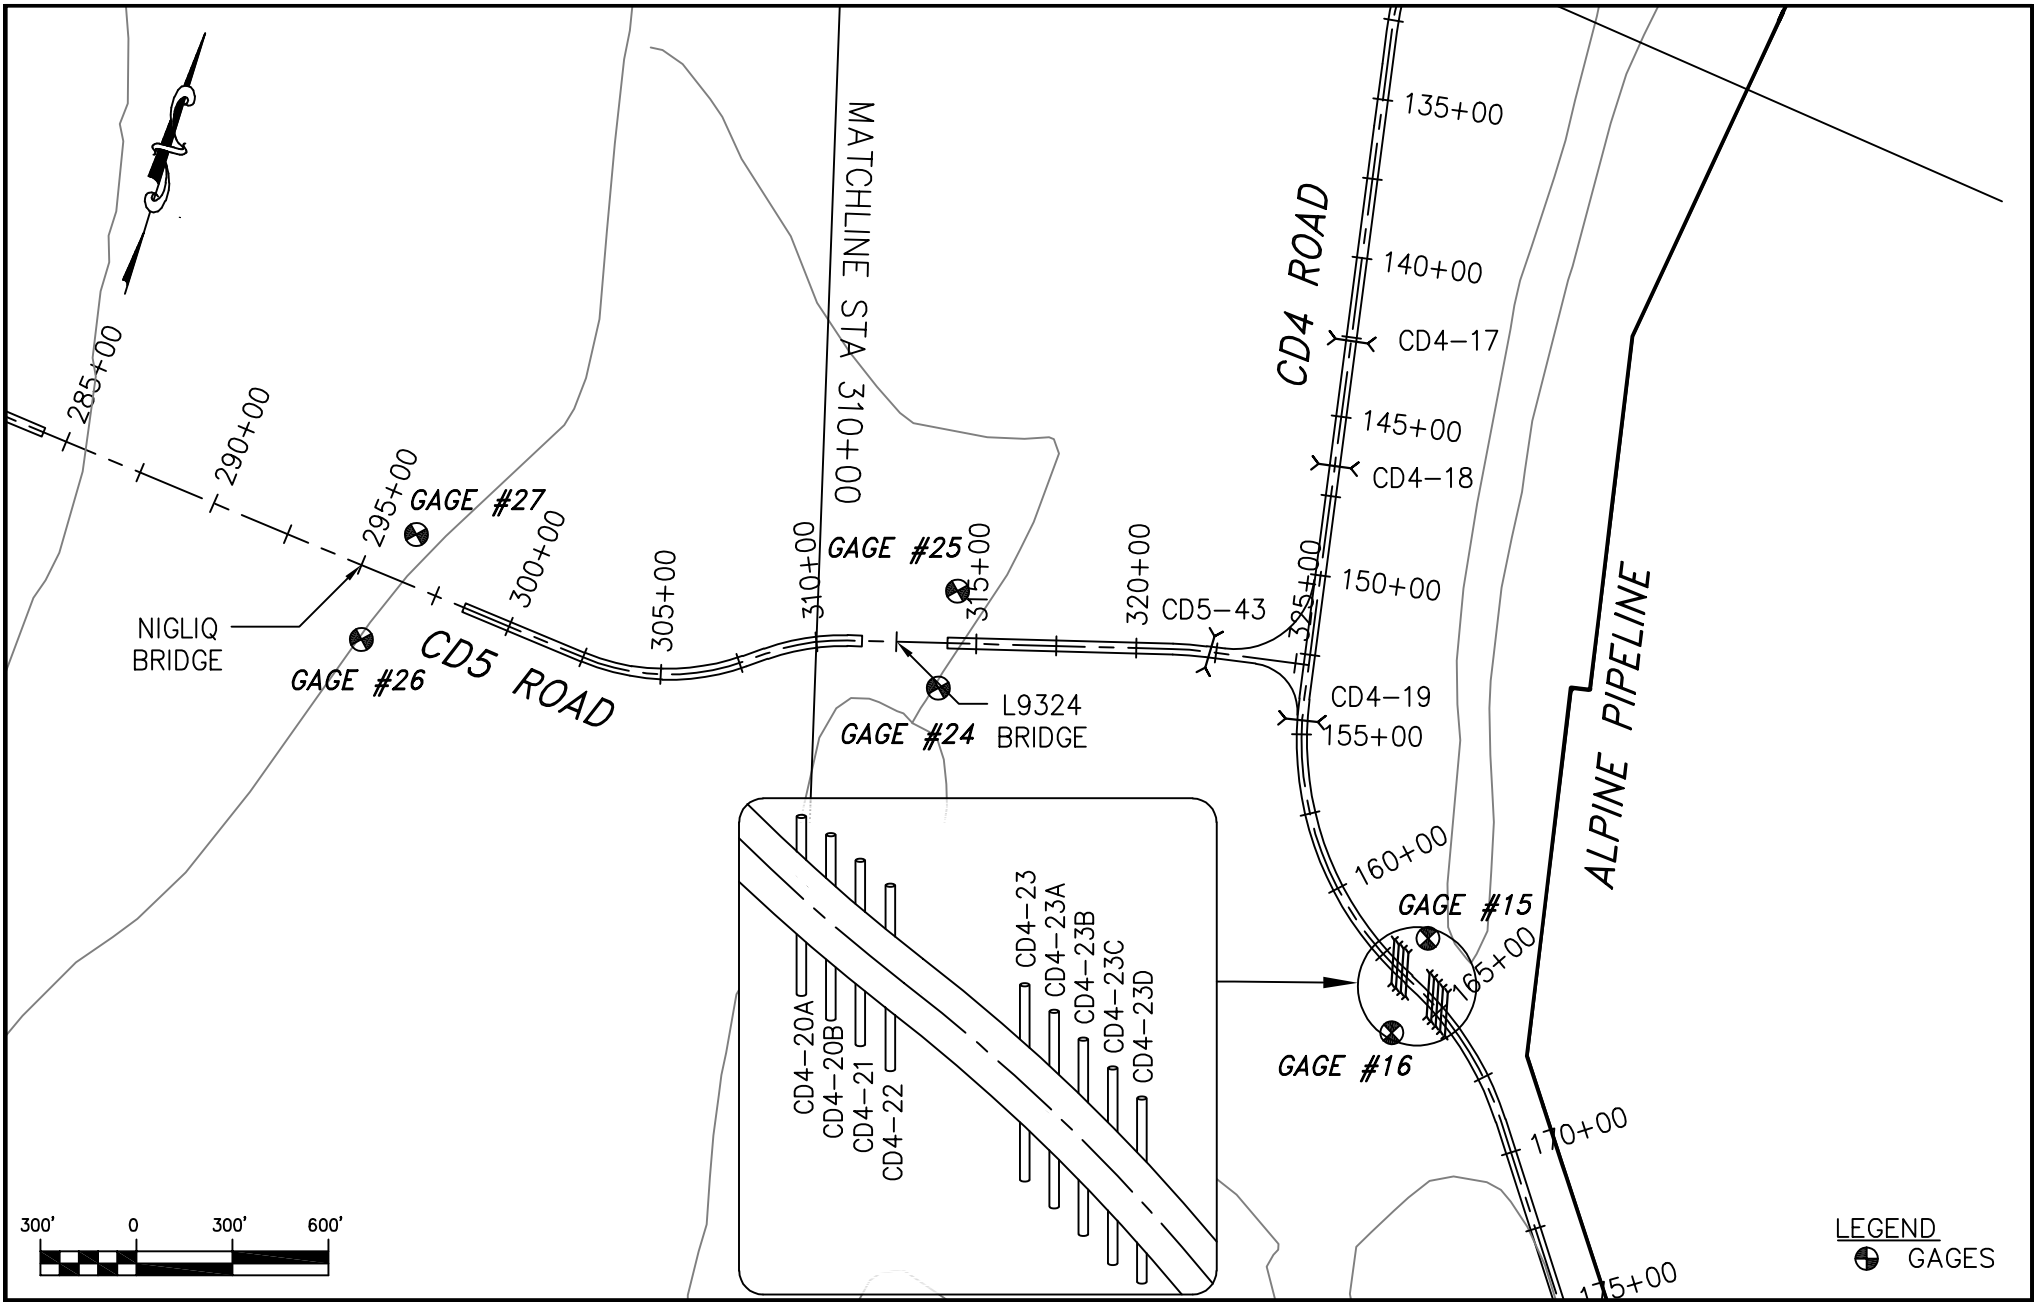 135+00
MATCHLINE STA 310+00
CD4 ROAD
140+00
CD4-17
285+00
290+00
145+00
CD4-18
295+00
GAGE #27
300+00
GAGE #25
305+00
310+00
315+00
320+00
325+00
150+00
CD5-43
NIGLIQ
BRIDGE
GAGE #26
CD5 ROAD
L9324
BRIDGE
GAGE #24
CD4-19
155+00
ALPINE PIPELINE
160+00
GAGE #15
165+00
GAGE #16
CD4-20A
CD4-20B
CD4-21
CD4-22
CD4-23
CD4-23A
CD4-23B
CD4-23C
CD4-23D
170+00
175+00
300' 0 300' 600'
LEGEND
GAGES